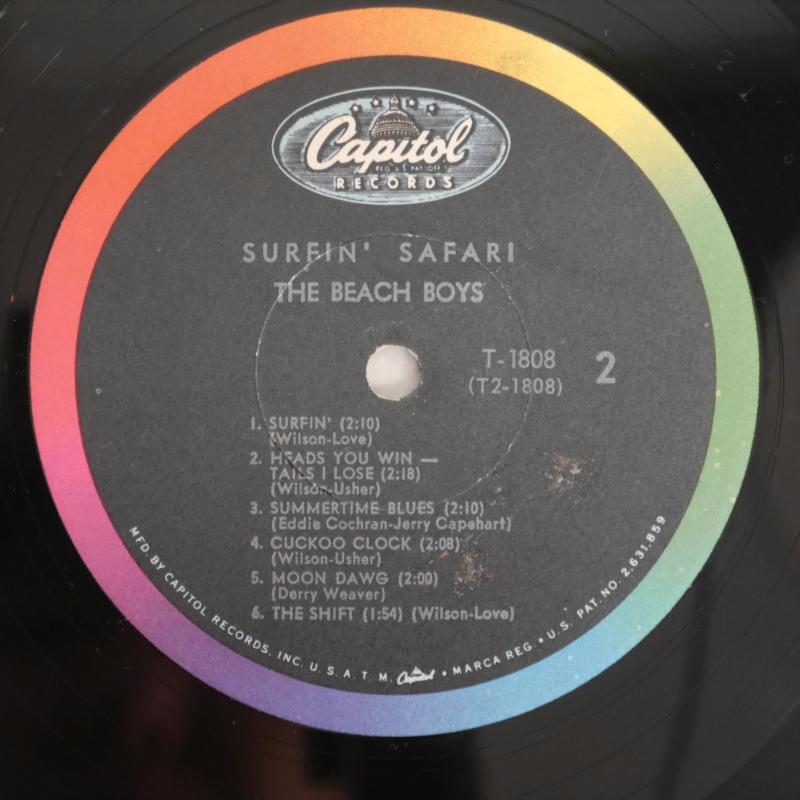 Capitol
RECORDS
SURFIN' SAFARI
THE BEACH BOYS
T-1808
(T2-1808)
2
1. SURFIN' (2:10)
(Wilson-Love)
2. HEADS YOU WIN —
TAILS I LOSE (2:18)
(Wilson-Usher)
3. SUMMERTIME BLUES (2:10)
(Eddie Cochran-Jerry Capehart)
4. CUCKOO CLOCK (2:08)
(Wilson-Usher)
5. MOON DAWG (2:00)
(Derry Weaver)
6. THE SHIFT (1:54) (Wilson-Love)
MFD. BY CAPITOL RECORDS, INC. U. S. A. T. M. Capitol • MARCA REG. • U.S. PAT. NO. 2,631,859